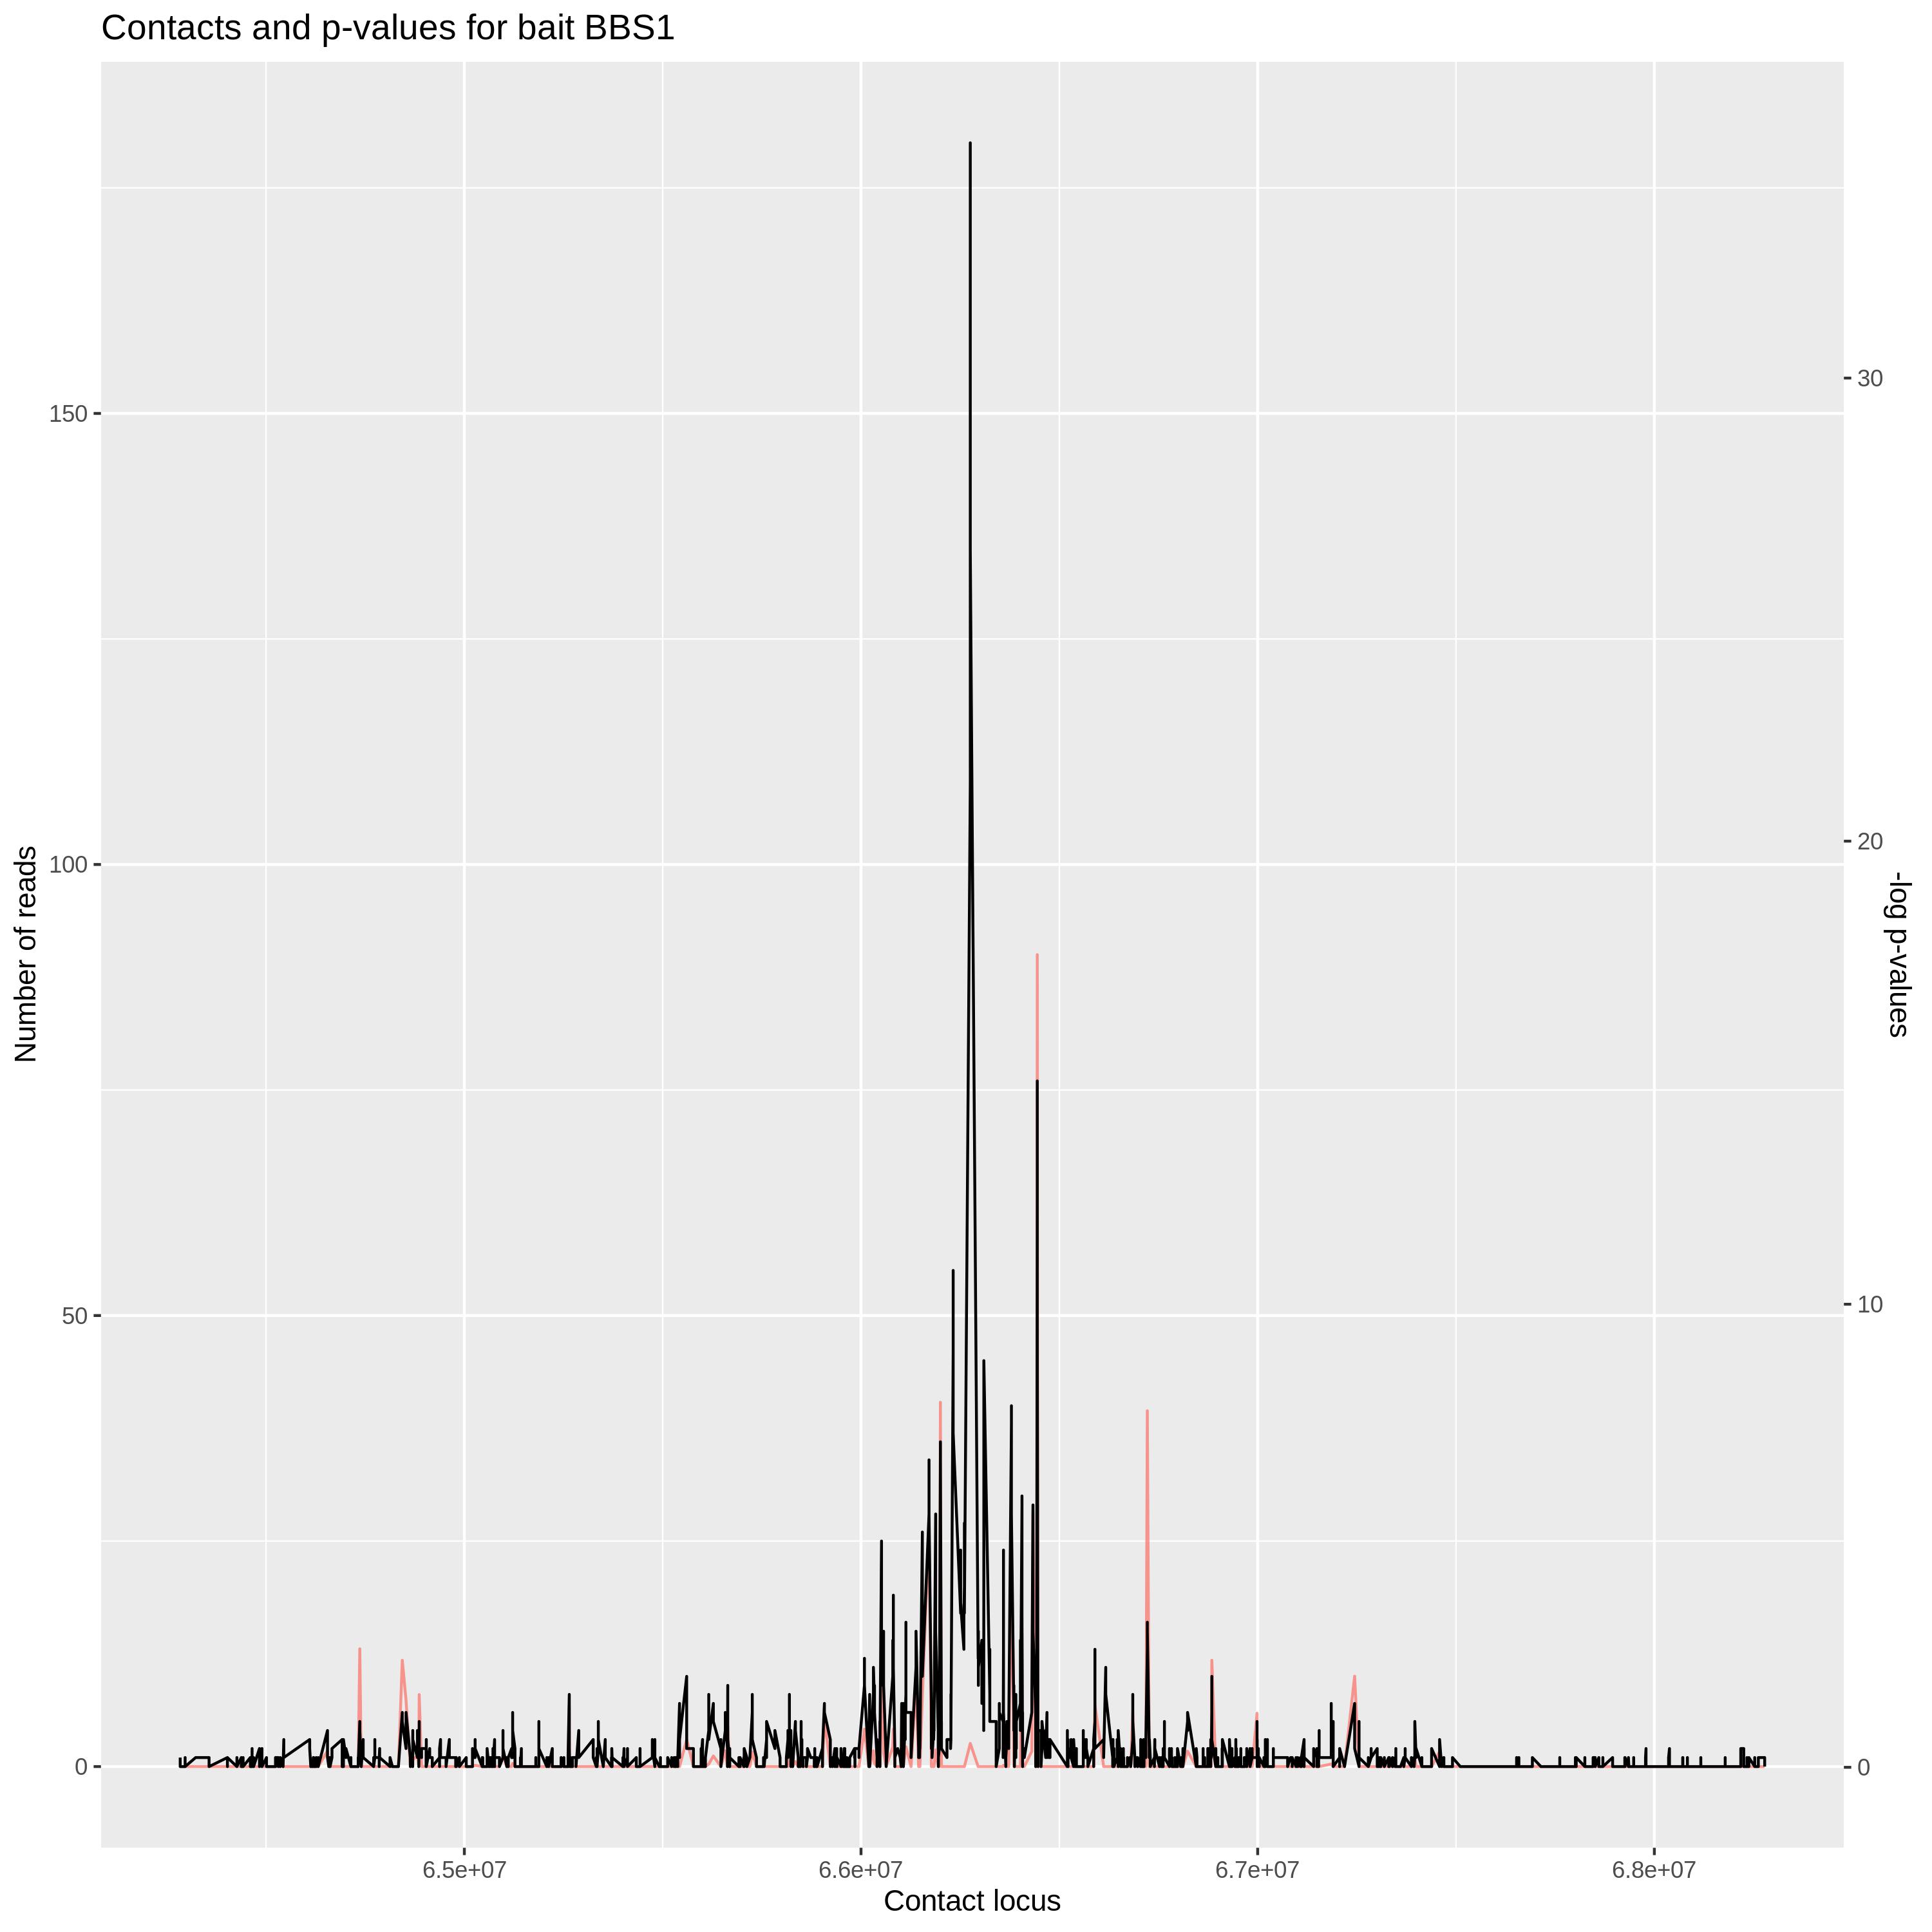 Contacts and p-values for bait BBS1
150
100
50
0
30
20
10
0
Number of reads
-log p-values
6.5e+07 6.6e+07 6.7e+07 6.8e+07
Contact locus